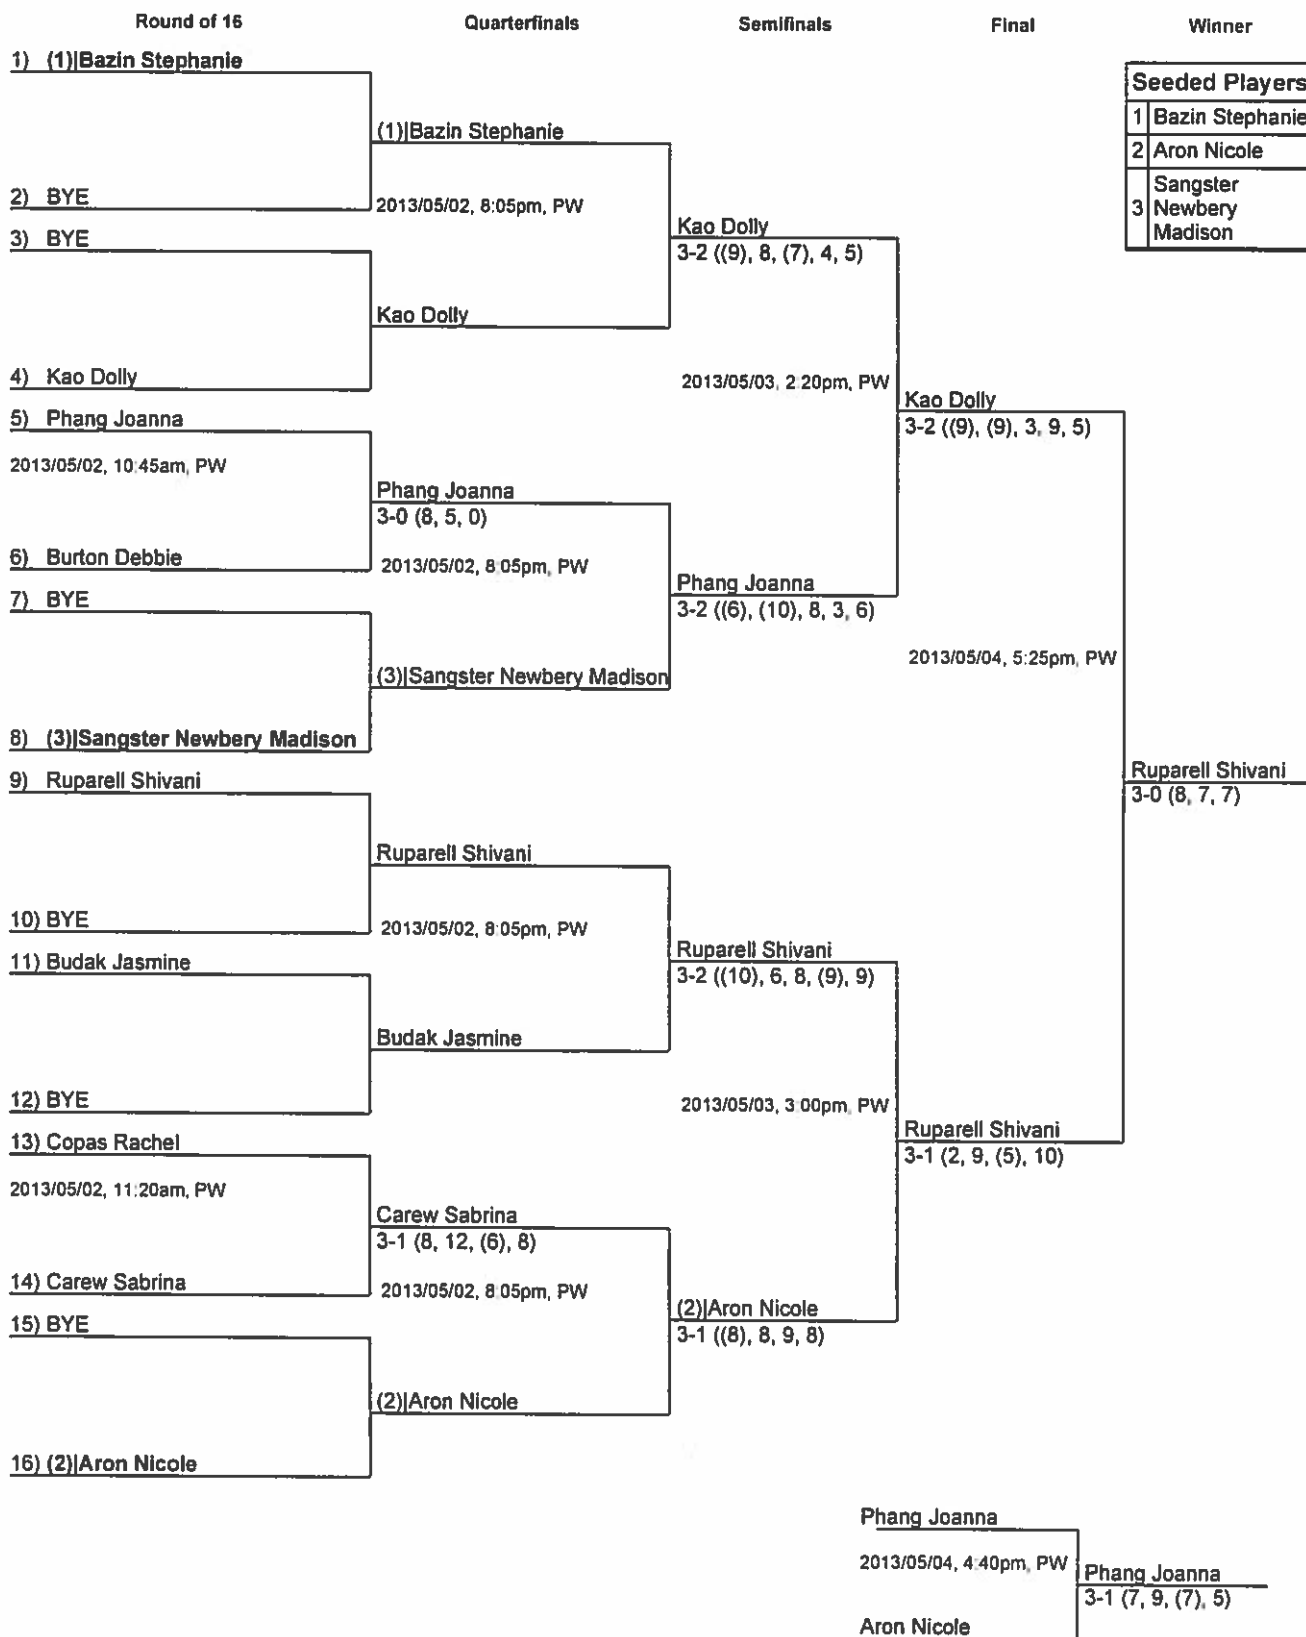 Round of 16
Quarterfinals
Semifinals
Final
Winner
1) (1)|Bazin Stephanie
2) BYE
3) BYE
4) Kao Dolly
5) Phang Joanna
2013/05/02, 10:45am, PW
6) Burton Debbie
7) BYE
8) (3)|Sangster Newbery Madison
9) Ruparell Shivani
10) BYE
11) Budak Jasmine
12) BYE
13) Copas Rachel
2013/05/02, 11:20am, PW
14) Carew Sabrina
15) BYE
16) (2)|Aron Nicole
(1)|Bazin Stephanie
2013/05/02, 8:05pm, PW
Kao Dolly
Phang Joanna
3-0 (8, 5, 0)
2013/05/02, 8:05pm, PW
(3)|Sangster Newbery Madison
Ruparell Shivani
2013/05/02, 8:05pm, PW
Budak Jasmine
Carew Sabrina
3-1 (8, 12, (6), 8)
2013/05/02, 8:05pm, PW
(2)|Aron Nicole
Kao Dolly
3-2 ((9), 8, (7), 4, 5)
2013/05/03, 2:20pm, PW
Phang Joanna
3-2 ((6), (10), 8, 3, 6)
Ruparell Shivani
3-2 ((10), 6, 8, (9), 9)
2013/05/03, 3:00pm, PW
(2)|Aron Nicole
3-1 ((8), 8, 9, 8)
Kao Dolly
3-2 ((9), (9), 3, 9, 5)
2013/05/04, 5:25pm, PW
Ruparell Shivani
3-1 (2, 9, (5), 10)
Seeded Players
1 Bazin Stephanie
2 Aron Nicole
Sangster
3 Newbery
Madison
Ruparell Shivani
3-0 (8, 7, 7)
Phang Joanna
2013/05/04, 4:40pm, PW
Aron Nicole
Phang Joanna
3-1 (7, 9, (7), 5)